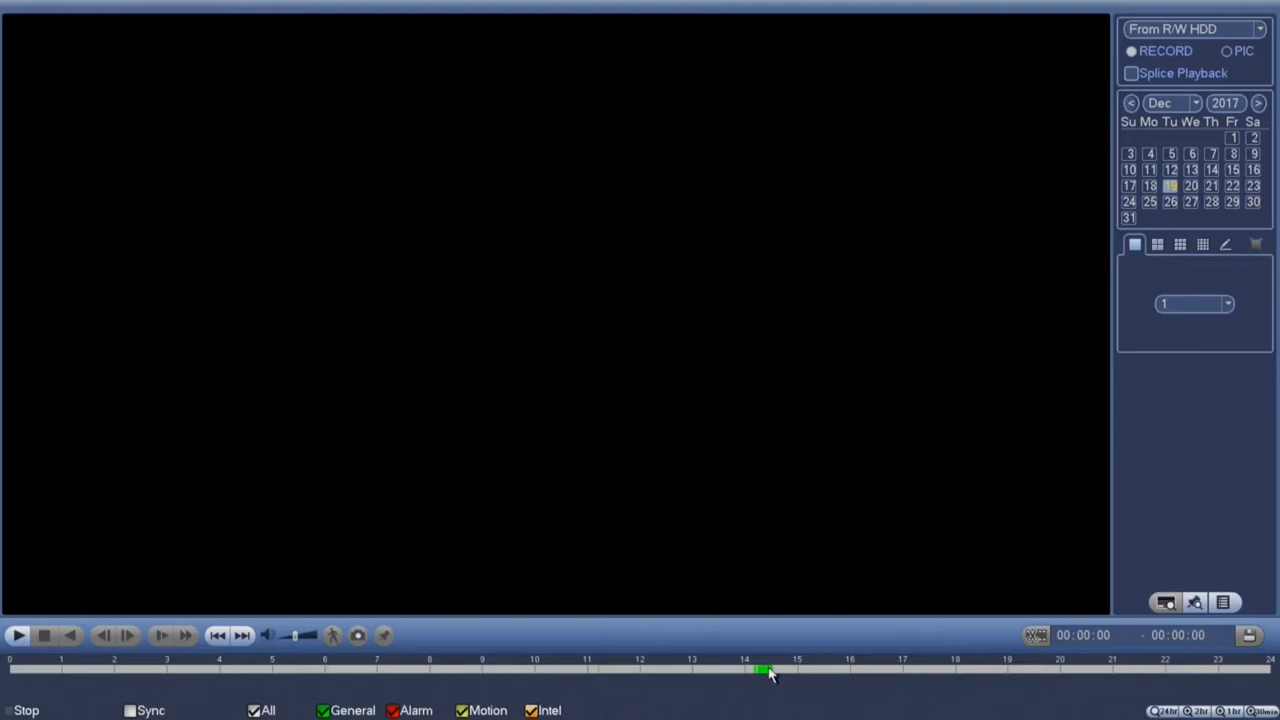 From R/W HDD
RECORD PIC
Splice Playback
< Dec 2017 >
Su Mo Tu We Th Fr Sa
1 2
3 4 5 6 7 8 9
10 11 12 13 14 15 16
17 18 19 20 21 22 23
24 25 26 27 28 29 30
31
1
00:00:00 - 00:00:00
0 1 2 3 4 5 6 7 8 9 10 11 12 13 14 15 16 17 18 19 20 21 22 23 24
Stop Sync All General Alarm Motion Intel 24hr 2hr 1hr 30min